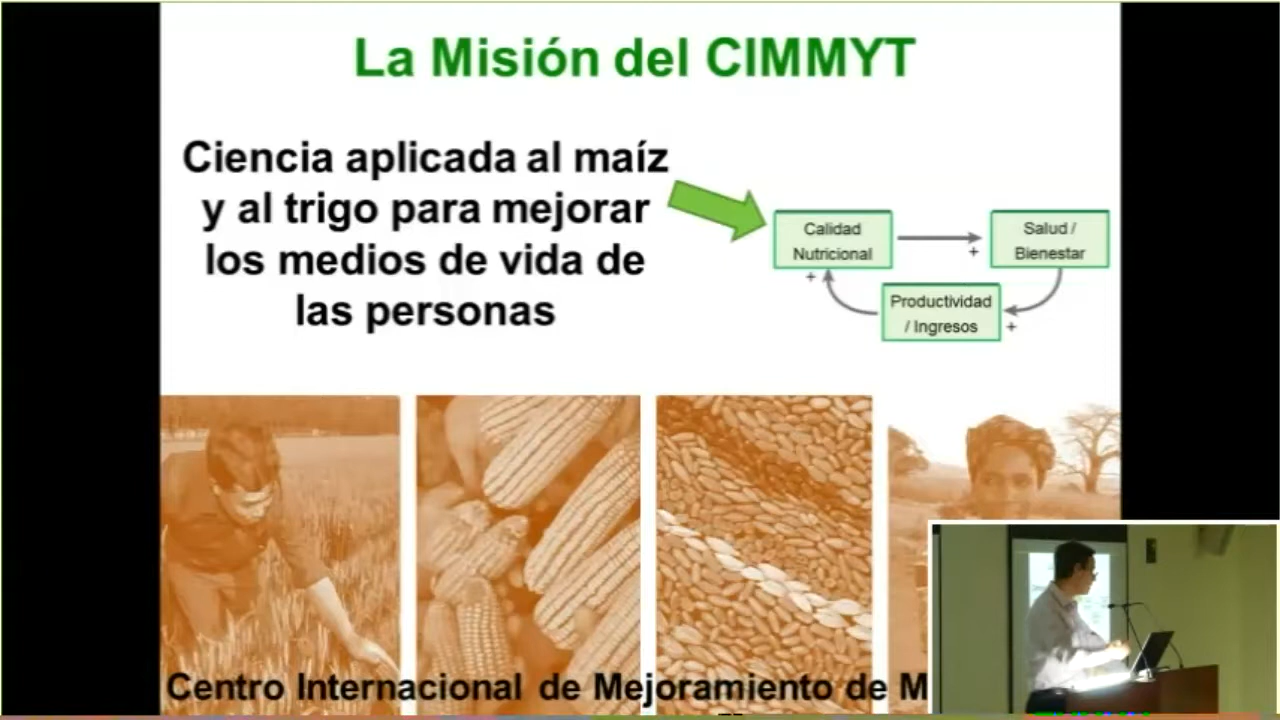 La Misión del CIMMYT
Ciencia aplicada al maíz
y al trigo para mejorar
los medios de vida de
las personas
Calidad
Nutricional
+
Salud /
Bienestar
+
Productividad
/ Ingresos
+
Centro Internacional de Mejoramiento de M